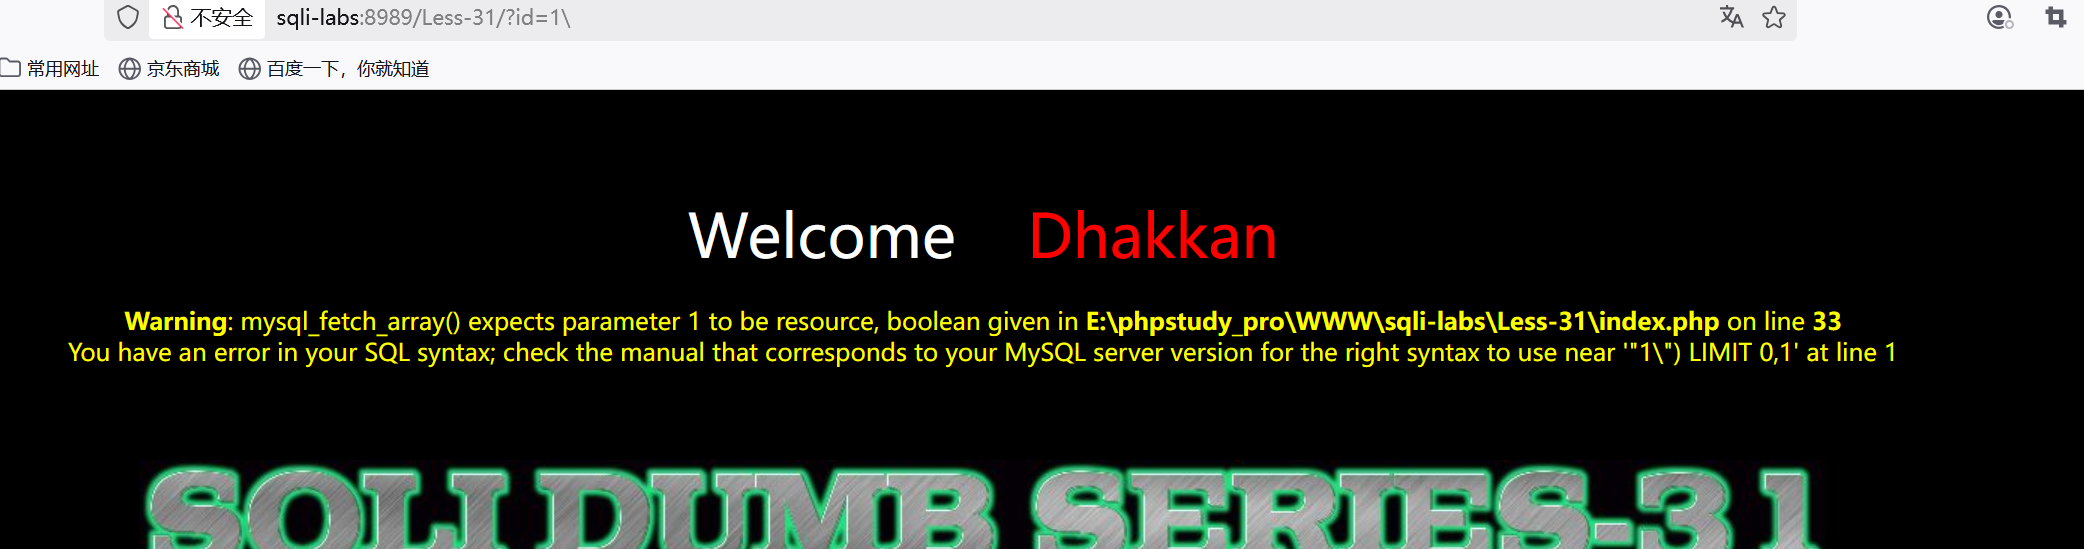 不安全 sqli-labs:8989/Less-31/?id=1\
常用网址 京东商城 百度一下，你就知道
Welcome Dhakkan
Warning: mysql_fetch_array() expects parameter 1 to be resource, boolean given in E:\phpstudy_pro\WWW\sqli-labs\Less-31\index.php on line 33
You have an error in your SQL syntax; check the manual that corresponds to your MySQL server version for the right syntax to use near '"1\") LIMIT 0,1' at line 1
SQLI DUMB SERIES-31